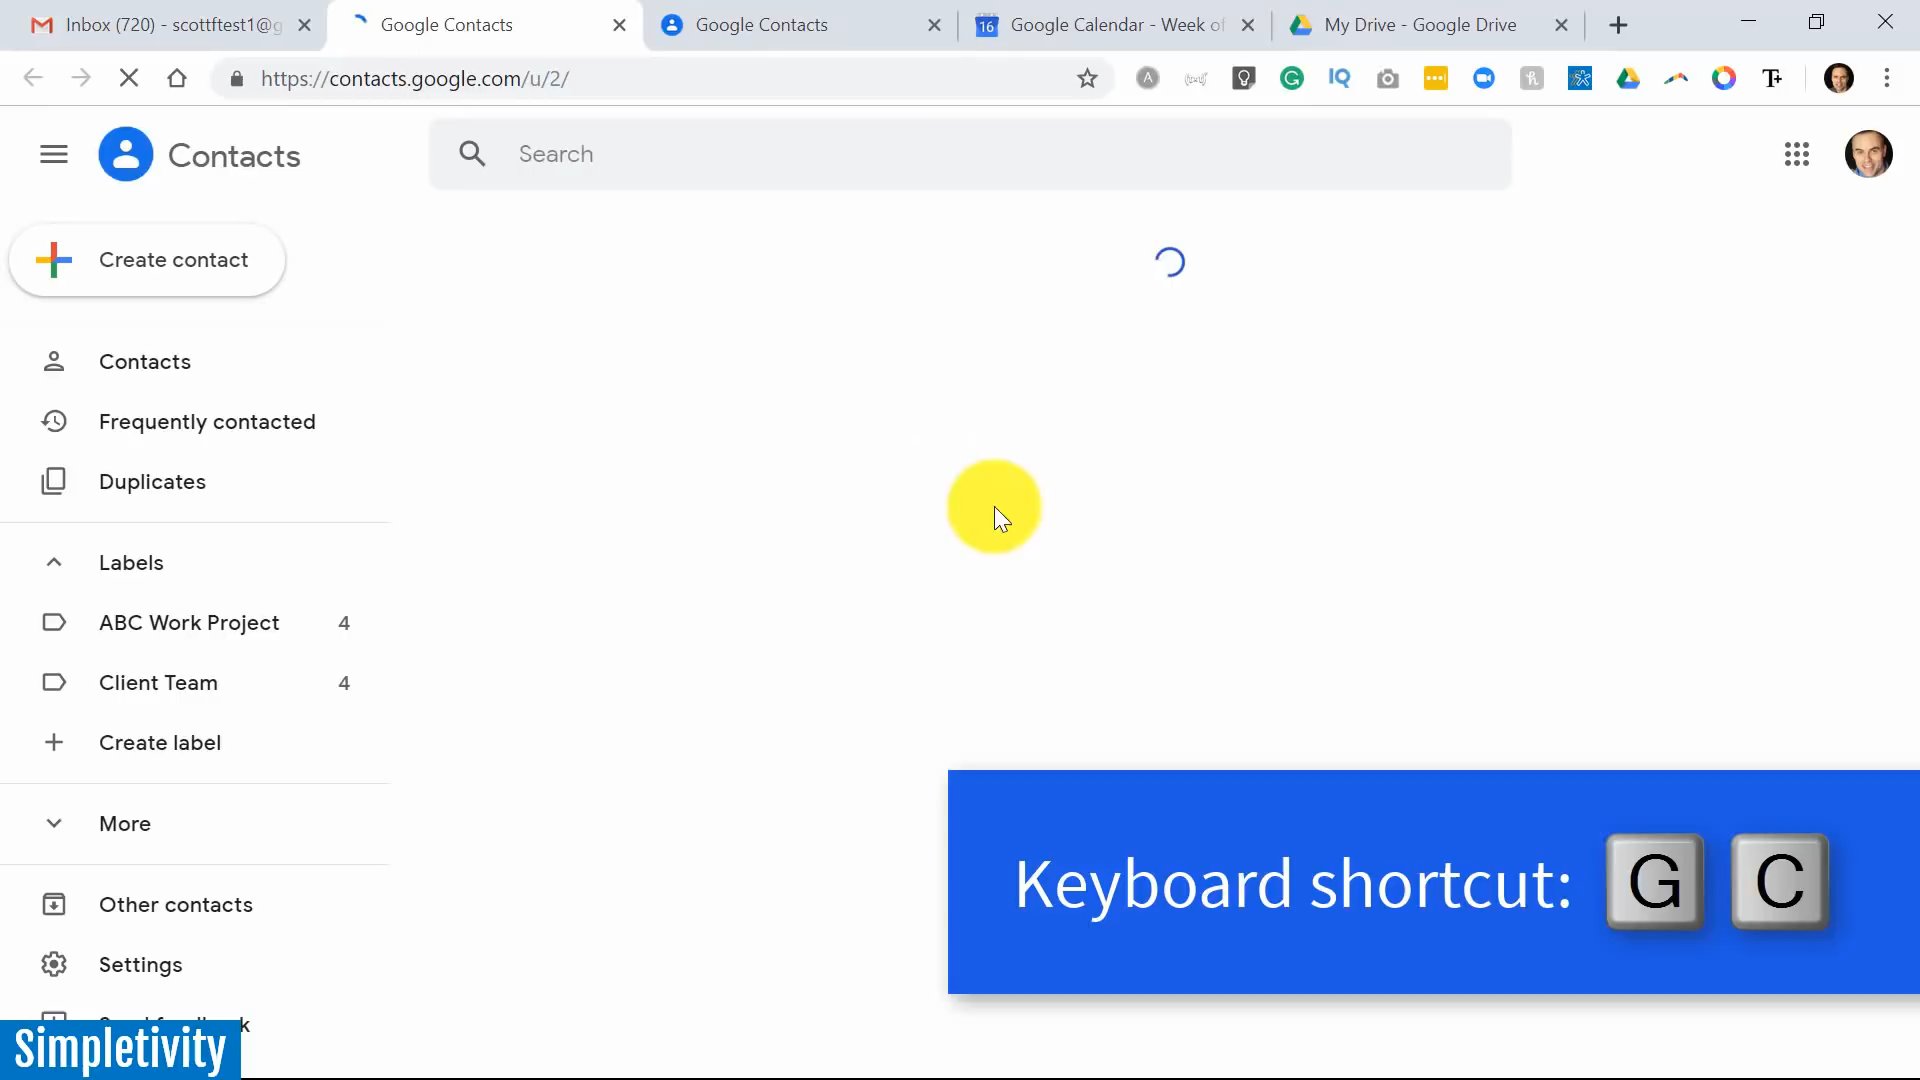 Inbox (720) - scottftest1@g
Google Contacts
Google Contacts
16
Google Calendar - Week of
My Drive - Google Drive
https://contacts.google.com/u/2/
A
G
IQ
T+
Contacts
Search
Create contact
Contacts
Frequently contacted
Duplicates
Labels
ABC Work Project 4
Client Team 4
Create label
More
Other contacts
Settings
Keyboard shortcut: G C
Simpletivity